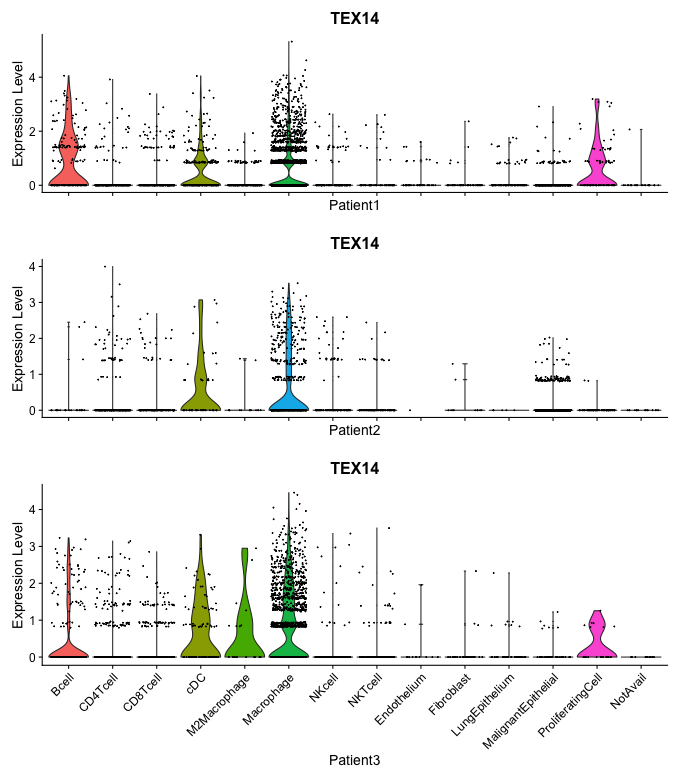 TEX14
Expression Level
4
2
0
Patient1
TEX14
Expression Level
4
3
2
1
0
Patient2
TEX14
Expression Level
4
3
2
1
0
Bcell
CD4Tcell
CD8Tcell
cDC
M2Macrophage
Macrophage
NKcell
NKTcell
Endothelium
Fibroblast
LungEpithelium
MalignantEpithelial
ProliferatingCell
NotAvail
Patient3